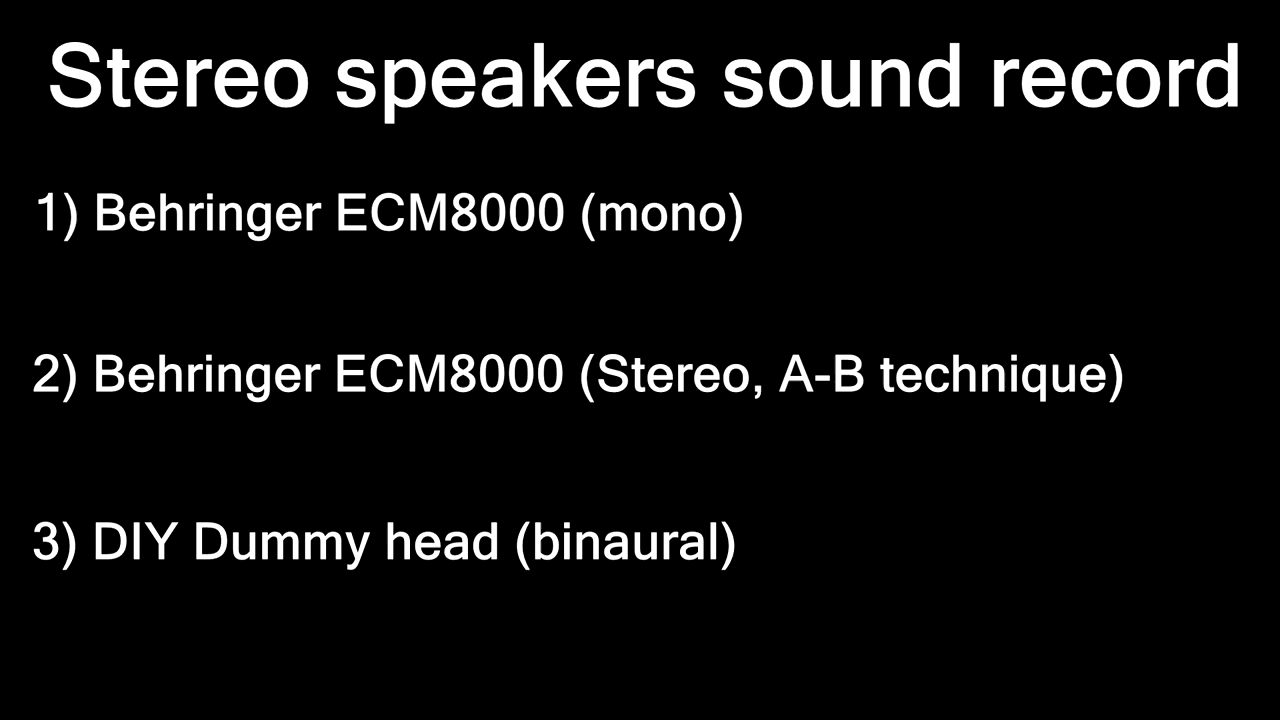 Stereo speakers sound record
1) Behringer ECM8000 (mono)
2) Behringer ECM8000 (Stereo, A-B technique)
3) DIY Dummy head (binaural)